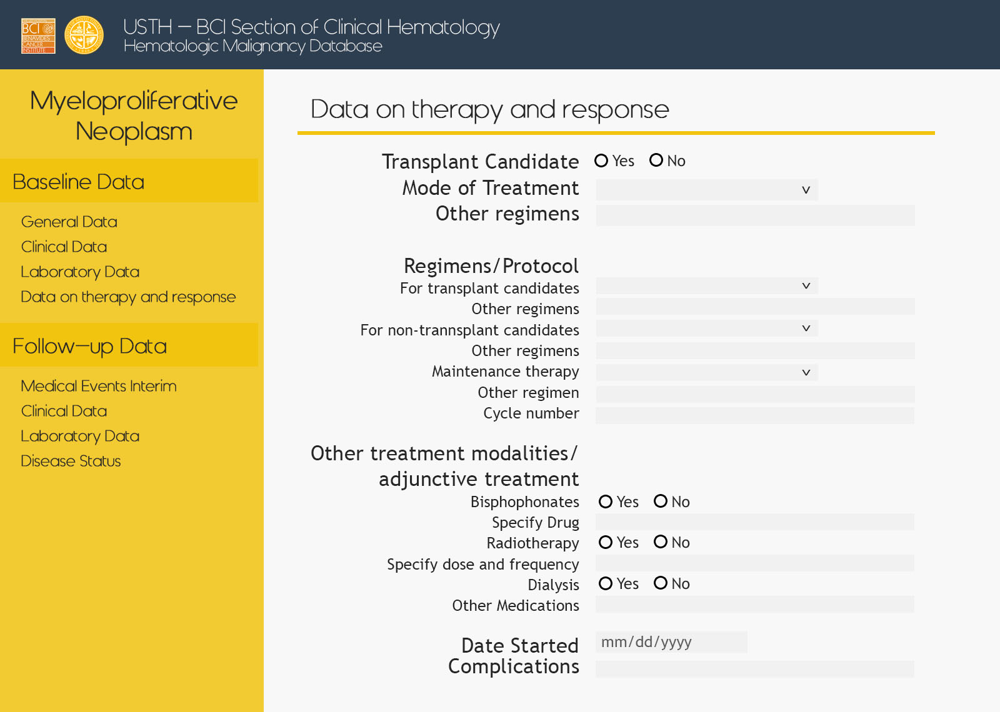 BCI
BENAVIDES
CANCER
INSTITUTE
USTH – BCI Section of Clinical Hematology
Hematologic Malignancy Database
Myeloproliferative
Neoplasm
Baseline Data
General Data
Clinical Data
Laboratory Data
Data on therapy and response
Follow-up Data
Medical Events Interim
Clinical Data
Laboratory Data
Disease Status
Data on therapy and response
Transplant Candidate Yes No
Mode of Treatment
Other regimens
Regimens/Protocol
For transplant candidates
Other regimens
For non-trannsplant candidates
Other regimens
Maintenance therapy
Other regimen
Cycle number
Other treatment modalities/
adjunctive treatment
Bisphophonates Yes No
Specify Drug
Radiotherapy Yes No
Specify dose and frequency
Dialysis Yes No
Other Medications
Date Started mm/dd/yyyy
Complications